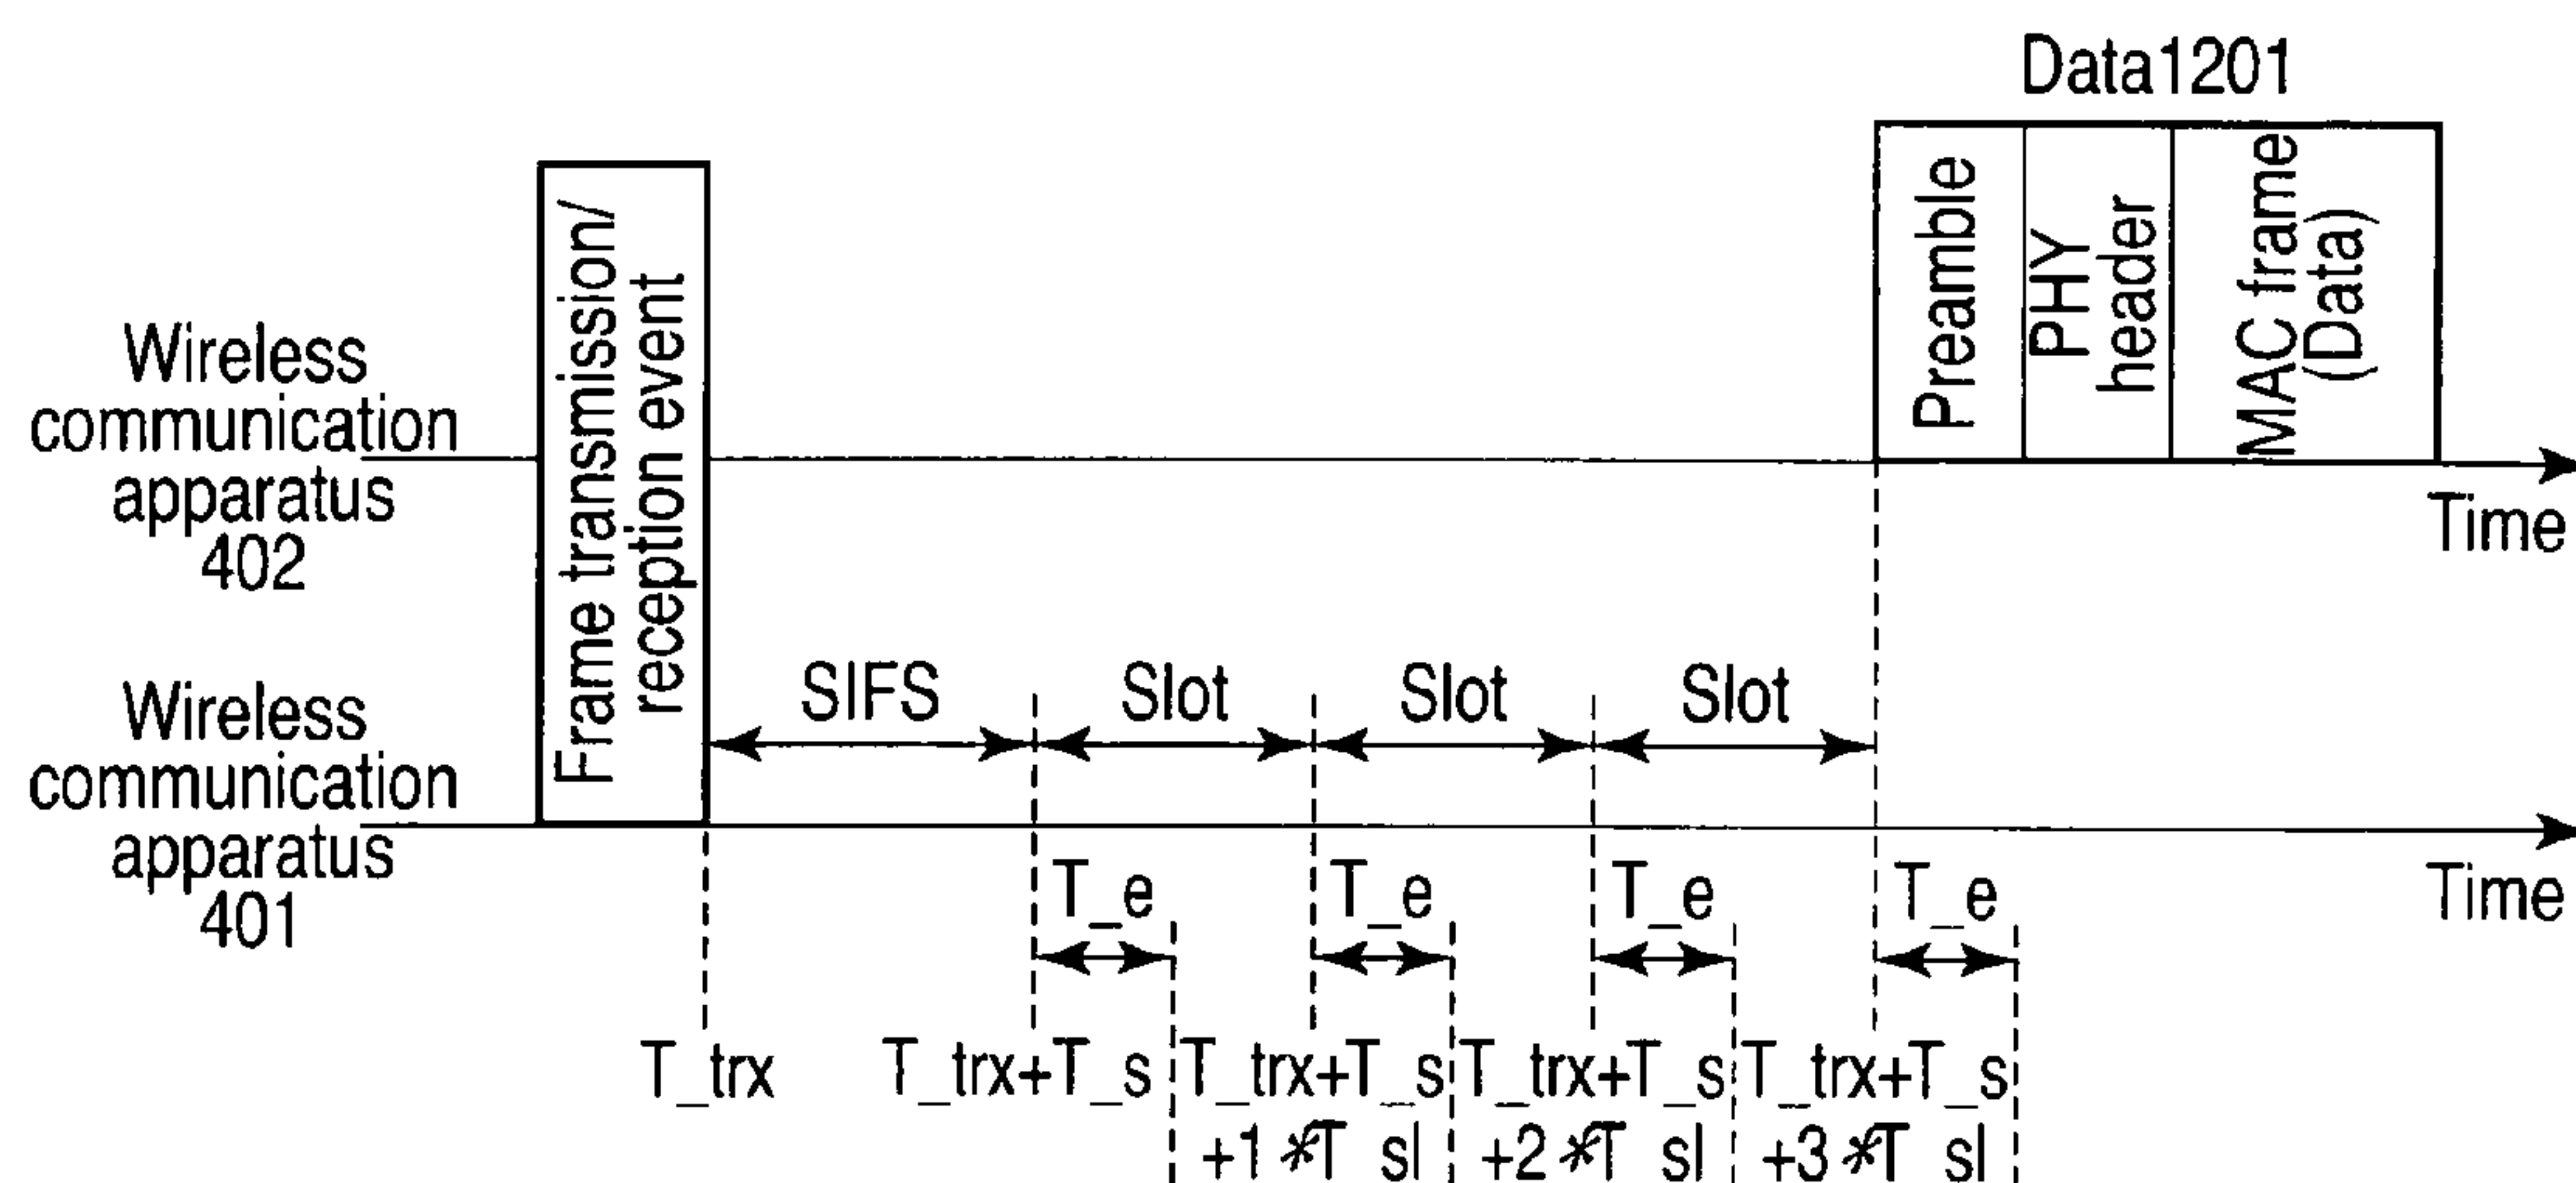 Data1201
Preamble
PHY
header
MAC frame
(Data)
Frame transmission/
reception event
Wireless
communication
apparatus
402
Time
SIFS
Slot
Slot
Slot
Wireless
communication
apparatus
401
Time
T_e
T_e
T_e
T_e
T_trx
T_trx+T_s
T_trx+T_s
+1*T_sl
T_trx+T_s
+2*T_sl
T_trx+T_s
+3*T_sl